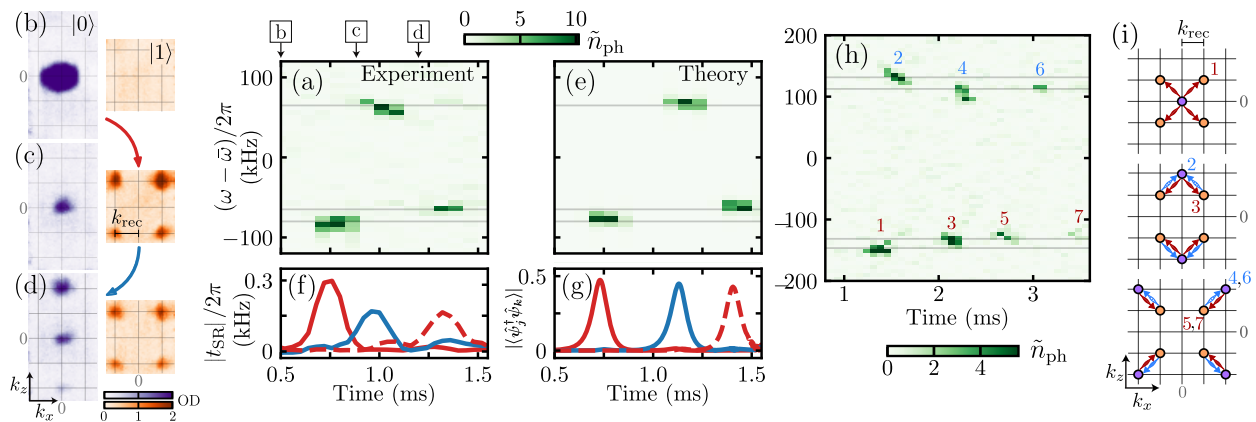 (b) |0⟩
0
|1⟩
(c)
0
k_rec
(d)
0
0
k_z
k_x
0
OD
0 1 2
b c d
0 5 10
ñ_ph
(a) Experiment
(ω − ω̄)/2π
(kHz)
100
0
−100
(e) Theory
(f)
|t_SR|/2π
(kHz)
0.3
0
0.5 1.0 1.5
Time (ms)
(g)
|⟨ψ̂†_j ψ̂_k⟩|
0.5
0
1.0 1.5
Time (ms)
(h)
200
100
0
−100
−200
2 4 6
1 3 5 7
1 2 3
Time (ms)
0 2 4
ñ_ph
(i)
k_rec
1
0
2
3
0
4,6
5,7
0
k_z
k_x
0